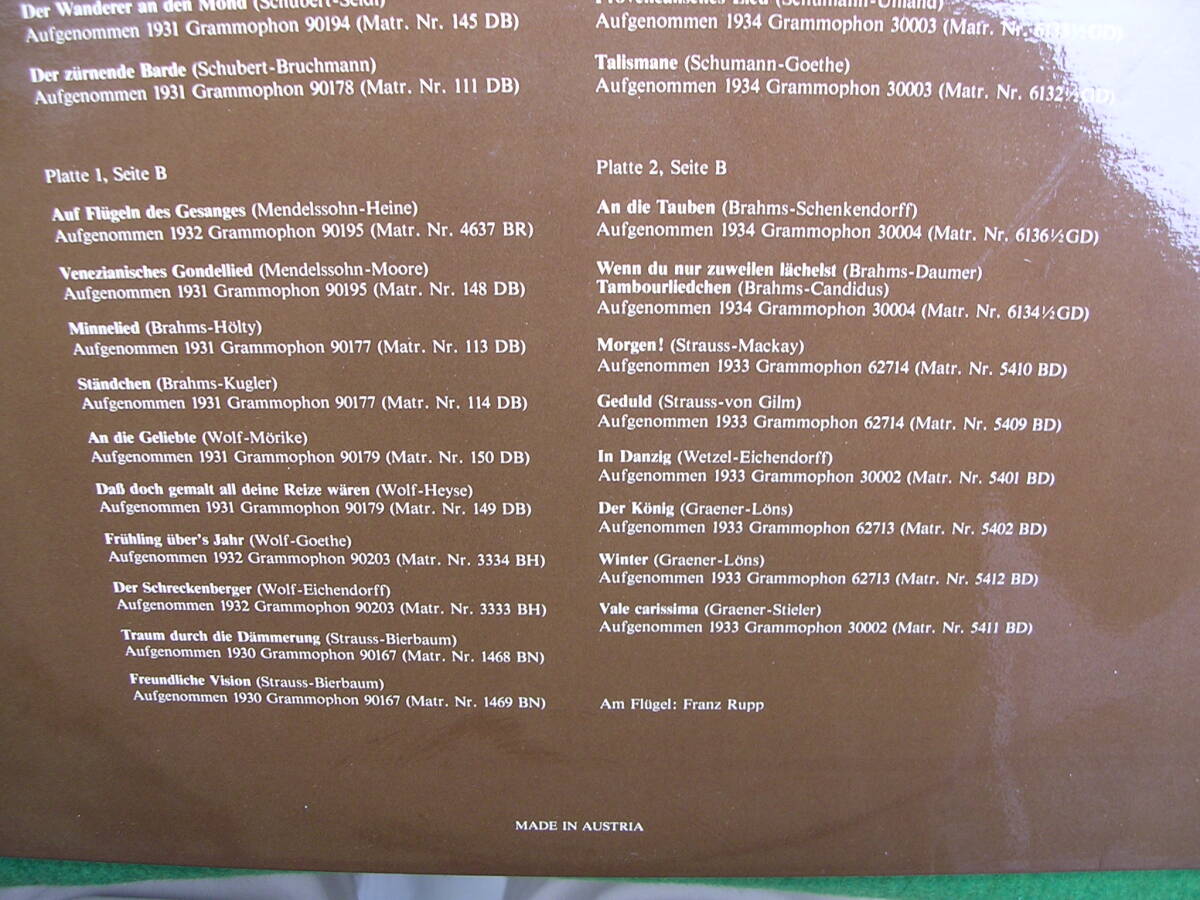 Der Wanderer an den Mond (Schubert-Seidl)
Aufgenommen 1931 Grammophon 90194 (Matr. Nr. 145 DB)
Der zürnende Barde (Schubert-Bruchmann)
Aufgenommen 1931 Grammophon 90178 (Matr. Nr. 111 DB)
Platte 1, Seite B
Auf Flügeln des Gesanges (Mendelssohn-Heine)
Aufgenommen 1932 Grammophon 90195 (Matr. Nr. 4637 BR)
Venezianisches Gondellied (Mendelssohn-Moore)
Aufgenommen 1931 Grammophon 90195 (Matr. Nr. 148 DB)
Minnelied (Brahms-Hölty)
Aufgenommen 1931 Grammophon 90177 (Matr. Nr. 113 DB)
Ständchen (Brahms-Kugler)
Aufgenommen 1931 Grammophon 90177 (Matr. Nr. 114 DB)
An die Geliebte (Wolf-Mörike)
Aufgenommen 1931 Grammophon 90179 (Matr. Nr. 150 DB)
Daß doch gemalt all deine Reize wären (Wolf-Heyse)
Aufgenommen 1931 Grammophon 90179 (Matr. Nr. 149 DB)
Frühling über's Jahr (Wolf-Goethe)
Aufgenommen 1932 Grammophon 90203 (Matr. Nr. 3334 BH)
Der Schreckenberger (Wolf-Eichendorff)
Aufgenommen 1932 Grammophon 90203 (Matr. Nr. 3333 BH)
Traum durch die Dämmerung (Strauss-Bierbaum)
Aufgenommen 1930 Grammophon 90167 (Matr. Nr. 1468 BN)
Freundliche Vision (Strauss-Bierbaum)
Aufgenommen 1930 Grammophon 90167 (Matr. Nr. 1469 BN)
Provencalisches Lied (Schumann-Uhland)
Aufgenommen 1934 Grammophon 30003 (Matr. Nr.
Talismane (Schumann-Goethe)
Aufgenommen 1934 Grammophon 30003 (Matr. Nr. 6132½GD)
Platte 2, Seite B
An die Tauben (Brahms-Schenkendorff)
Aufgenommen 1934 Grammophon 30004 (Matr. Nr. 6136½GD)
Wenn du nur zuweilen lächelst (Brahms-Daumer)
Tambourliedchen (Brahms-Candidus)
Aufgenommen 1934 Grammophon 30004 (Matr. Nr. 6134½GD)
Morgen! (Strauss-Mackay)
Aufgenommen 1933 Grammophon 62714 (Matr. Nr. 5410 BD)
Geduld (Strauss-von Gilm)
Aufgenommen 1933 Grammophon 62714 (Matr. Nr. 5409 BD)
In Danzig (Wetzel-Eichendorff)
Aufgenommen 1933 Grammophon 30002 (Matr. Nr. 5401 BD)
Der König (Graener-Löns)
Aufgenommen 1933 Grammophon 62713 (Matr. Nr. 5402 BD)
Winter (Graener-Löns)
Aufgenommen 1933 Grammophon 62713 (Matr. Nr. 5412 BD)
Vale carissima (Graener-Stieler)
Aufgenommen 1933 Grammophon 30002 (Matr. Nr. 5411 BD)
Am Flügel: Franz Rupp
MADE IN AUSTRIA